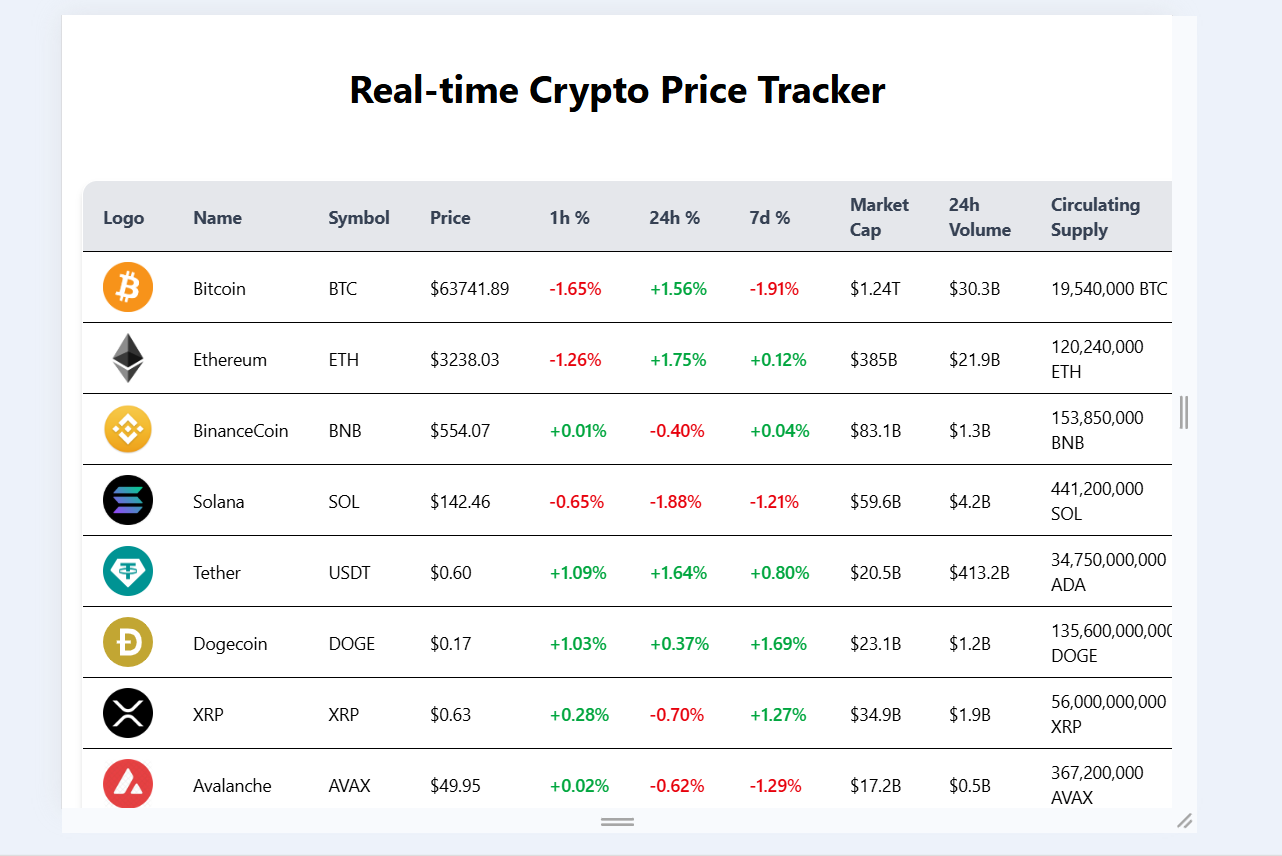 Real-time Crypto Price Tracker
Logo Name Symbol Price 1h % 24h % 7d % Market Cap 24h Volume Circulating Supply
Bitcoin BTC $63741.89 -1.65% +1.56% -1.91% $1.24T $30.3B 19,540,000 BTC
Ethereum ETH $3238.03 -1.26% +1.75% +0.12% $385B $21.9B 120,240,000 ETH
BinanceCoin BNB $554.07 +0.01% -0.40% +0.04% $83.1B $1.3B 153,850,000 BNB
Solana SOL $142.46 -0.65% -1.88% -1.21% $59.6B $4.2B 441,200,000 SOL
Tether USDT $0.60 +1.09% +1.64% +0.80% $20.5B $413.2B 34,750,000,000 ADA
Dogecoin DOGE $0.17 +1.03% +0.37% +1.69% $23.1B $1.2B 135,600,000,000 DOGE
XRP XRP $0.63 +0.28% -0.70% +1.27% $34.9B $1.9B 56,000,000,000 XRP
Avalanche AVAX $49.95 +0.02% -0.62% -1.29% $17.2B $0.5B 367,200,000 AVAX